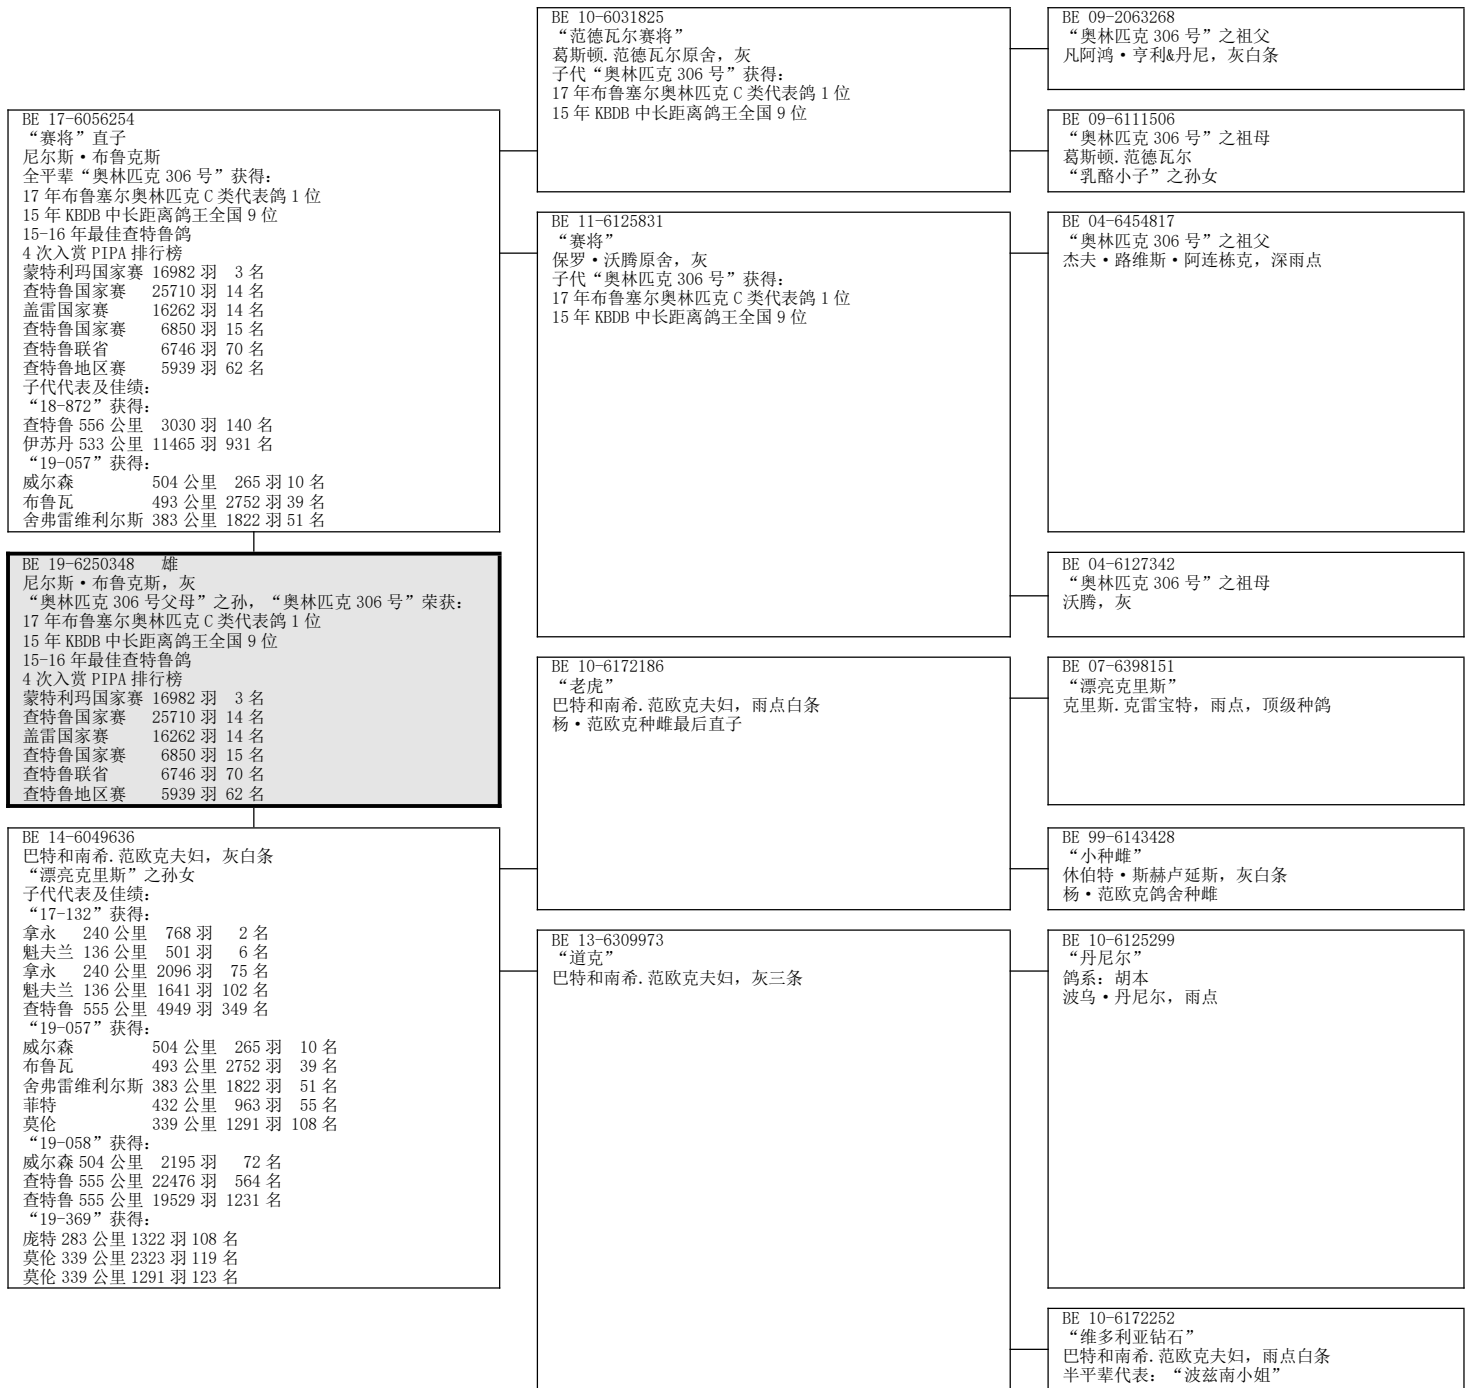 BE 17-6056254
“赛将”直子
尼尔斯·布鲁克斯
全平辈“奥林匹克 306 号”获得:
17 年布鲁塞尔奥林匹克 C 类代表鸽 1 位
15 年 KBDB 中长距离鸽王全国 9 位
15-16 年最佳查特鲁鸽
4 次入赏 PIPA 排行榜
蒙特利玛国家赛 16982 羽 3 名
查特鲁国家赛 25710 羽 14 名
盖雷国家赛 16262 羽 14 名
查特鲁国家赛 6850 羽 15 名
查特鲁联省 6746 羽 70 名
查特鲁地区赛 5939 羽 62 名
子代代表及佳绩:
“18-872”获得:
查特鲁 556 公里 3030 羽 140 名
伊苏丹 533 公里 11465 羽 931 名
“19-057”获得:
威尔森 504 公里 265 羽 10 名
布鲁瓦 493 公里 2752 羽 39 名
舍弗雷维利尔斯 383 公里 1822 羽 51 名
BE 19-6250348 雄
尼尔斯·布鲁克斯, 灰
“奥林匹克 306 号父母”之孙, “奥林匹克 306 号”荣获:
17 年布鲁塞尔奥林匹克 C 类代表鸽 1 位
15 年 KBDB 中长距离鸽王全国 9 位
15-16 年最佳查特鲁鸽
4 次入赏 PIPA 排行榜
蒙特利玛国家赛 16982 羽 3 名
查特鲁国家赛 25710 羽 14 名
盖雷国家赛 16262 羽 14 名
查特鲁国家赛 6850 羽 15 名
查特鲁联省 6746 羽 70 名
查特鲁地区赛 5939 羽 62 名
BE 14-6049636
巴特和南希.范欧克夫妇, 灰白条
“漂亮克里斯”之孙女
子代代表及佳绩:
“17-132”获得:
拿永 240 公里 768 羽 2 名
魁夫兰 136 公里 501 羽 6 名
拿永 240 公里 2096 羽 75 名
魁夫兰 136 公里 1641 羽 102 名
查特鲁 555 公里 4949 羽 349 名
“19-057”获得:
威尔森 504 公里 265 羽 10 名
布鲁瓦 493 公里 2752 羽 39 名
舍弗雷维利尔斯 383 公里 1822 羽 51 名
菲特 432 公里 963 羽 55 名
莫伦 339 公里 1291 羽 108 名
“19-058”获得:
威尔森 504 公里 2195 羽 72 名
查特鲁 555 公里 22476 羽 564 名
查特鲁 555 公里 19529 羽 1231 名
“19-369”获得:
庞特 283 公里 1322 羽 108 名
莫伦 339 公里 2323 羽 119 名
莫伦 339 公里 1291 羽 123 名
BE 10-6031825
“范德瓦尔赛将”
葛斯顿.范德瓦尔原舍, 灰
子代“奥林匹克 306 号”获得:
17 年布鲁塞尔奥林匹克 C 类代表鸽 1 位
15 年 KBDB 中长距离鸽王全国 9 位
BE 11-6125831
“赛将”
保罗·沃腾原舍, 灰
子代“奥林匹克 306 号”获得:
17 年布鲁塞尔奥林匹克 C 类代表鸽 1 位
15 年 KBDB 中长距离鸽王全国 9 位
BE 10-6172186
“老虎”
巴特和南希.范欧克夫妇, 雨点白条
杨·范欧克种雌最后直子
BE 13-6309973
“道克”
巴特和南希.范欧克夫妇, 灰三条
BE 09-2063268
“奥林匹克 306 号”之祖父
凡阿鸿·亨利&丹尼, 灰白条
BE 09-6111506
“奥林匹克 306 号”之祖母
葛斯顿.范德瓦尔
“乳酪小子”之孙女
BE 04-6454817
“奥林匹克 306 号”之祖父
杰夫·路维斯·阿连栋克, 深雨点
BE 04-6127342
“奥林匹克 306 号”之祖母
沃腾, 灰
BE 07-6398151
“漂亮克里斯”
克里斯.克雷宝特, 雨点, 顶级种鸽
BE 99-6143428
“小种雌”
休伯特·斯赫卢延斯, 灰白条
杨·范欧克鸽舍种雌
BE 10-6125299
“丹尼尔”
鸽系: 胡本
波乌·丹尼尔, 雨点
BE 10-6172252
“维多利亚钻石”
巴特和南希.范欧克夫妇, 雨点白条
半平辈代表: “波兹南小姐”